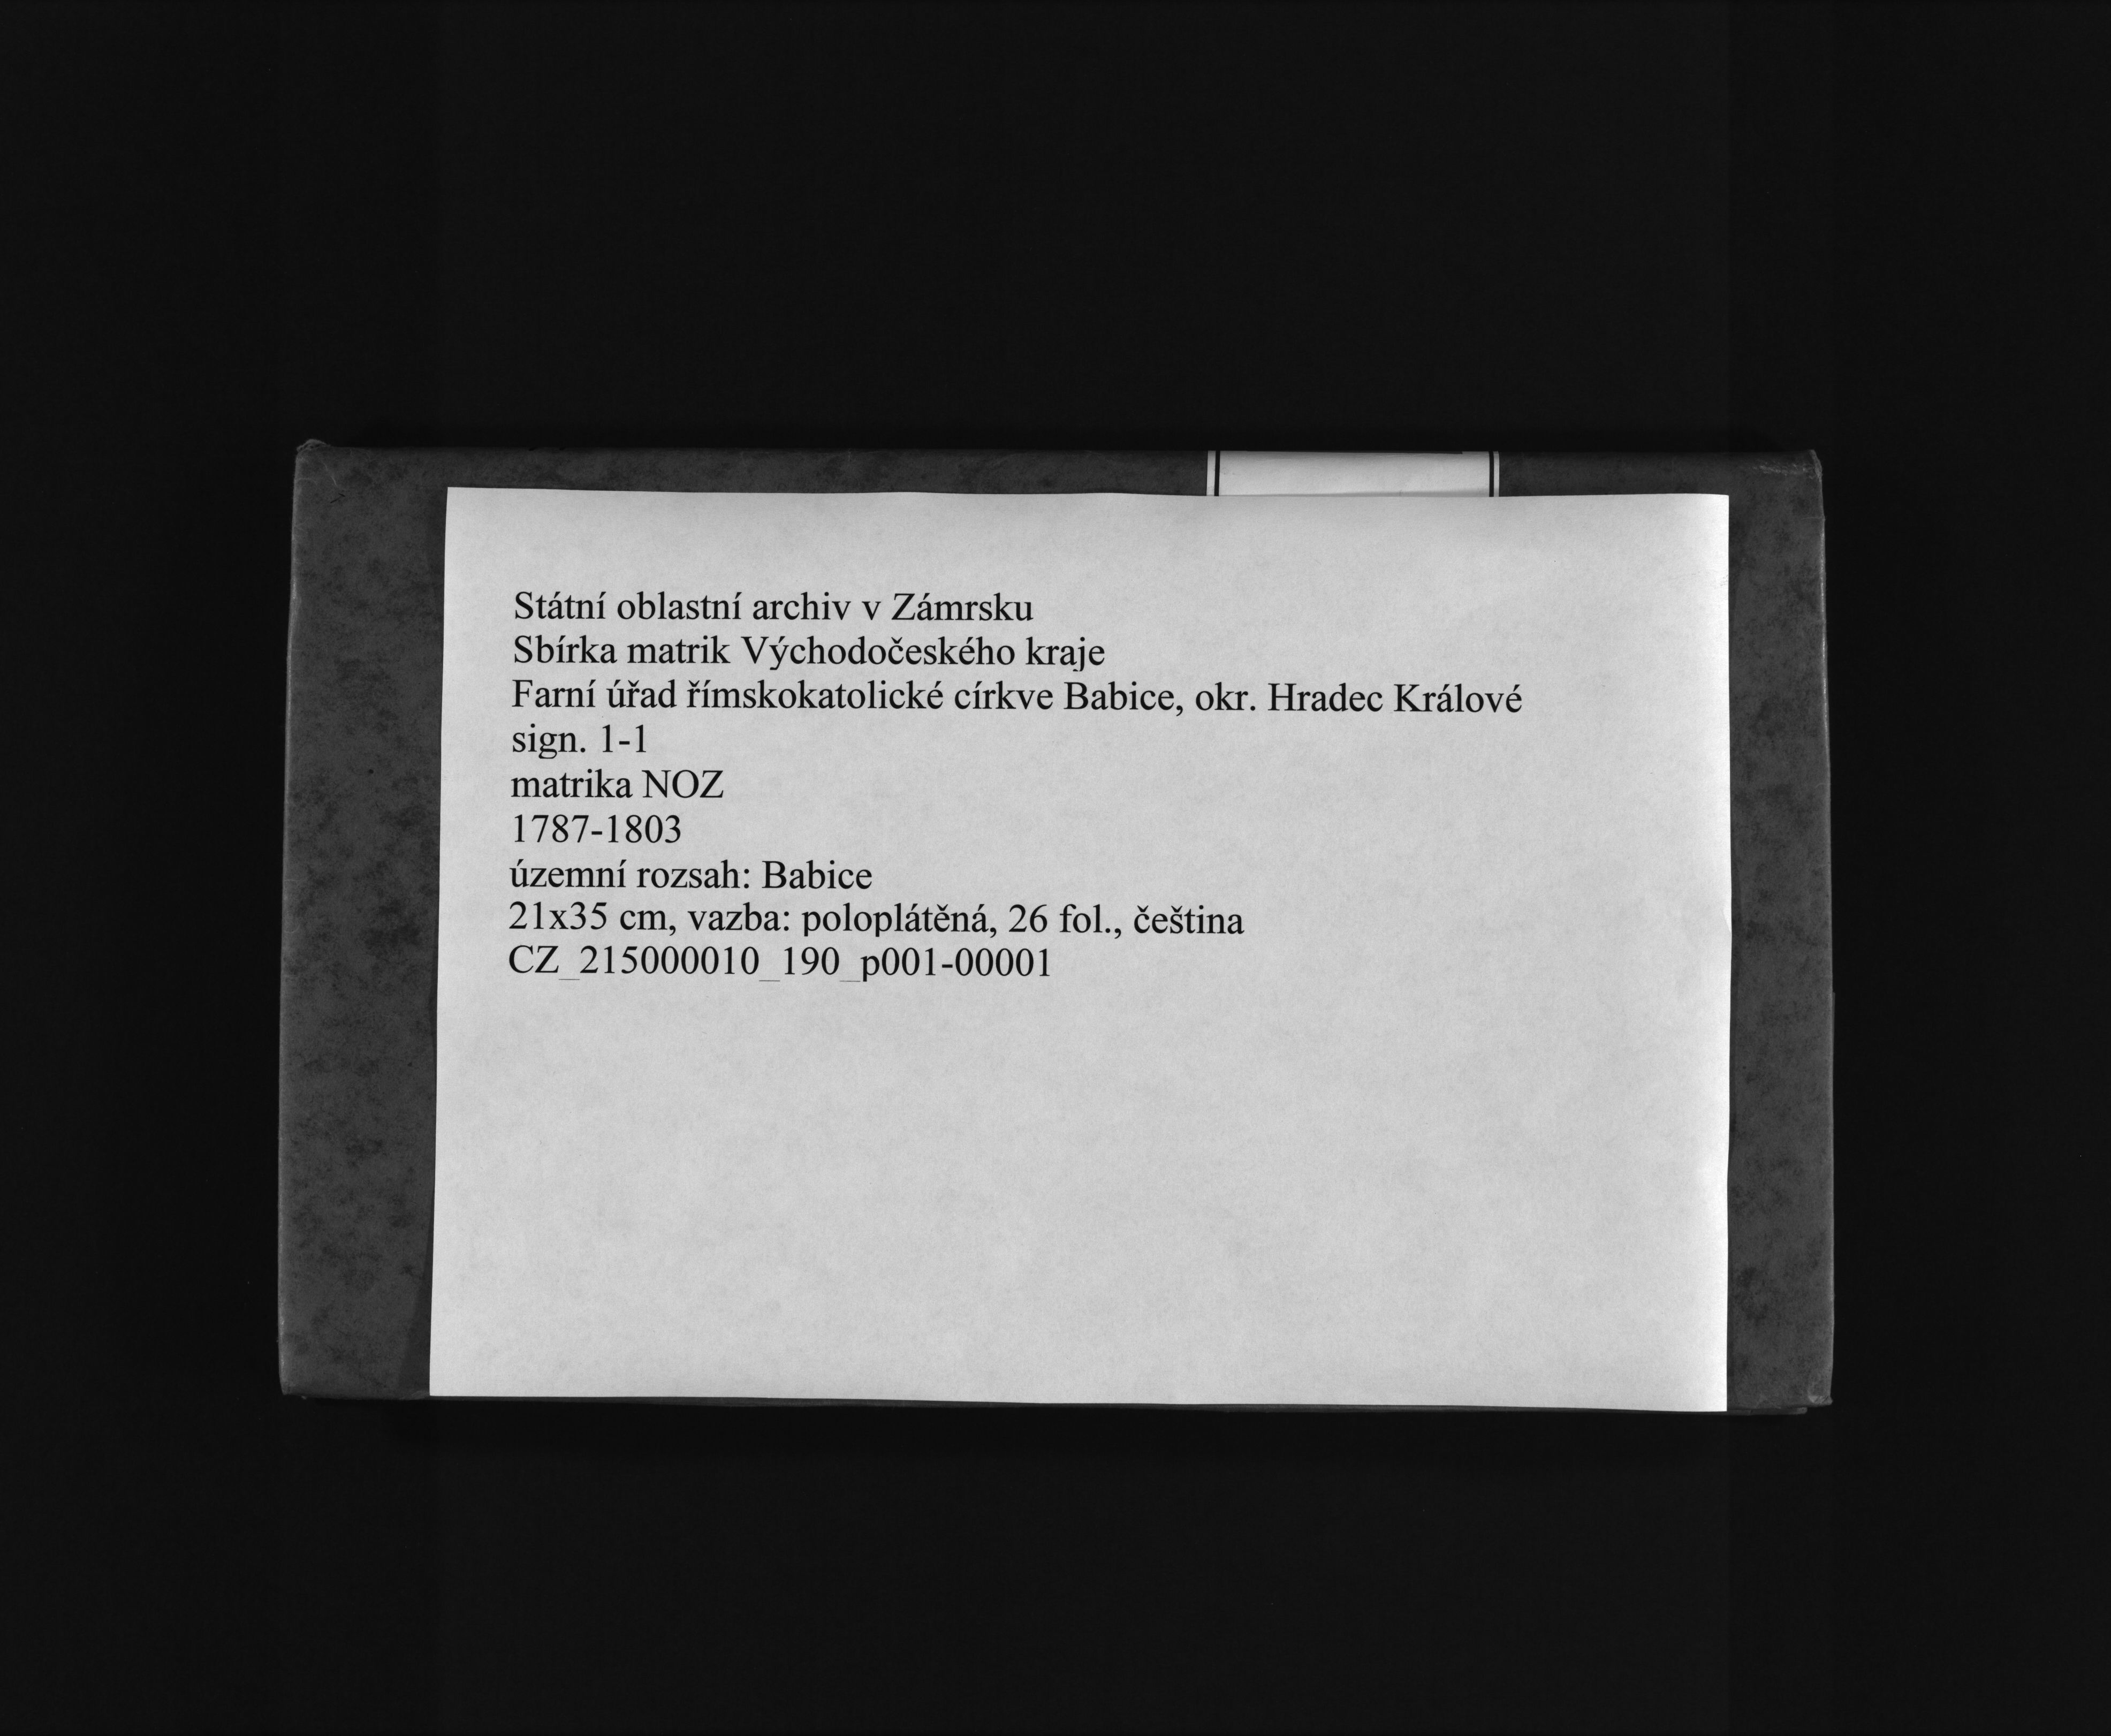 Státní oblastní archiv v Zámrsku
Sbírka matrik Východočeského kraje
Farní úřad římskokatolické církve Babice, okr. Hradec Králové
sign. 1-1
matrika NOZ
1787-1803
územní rozsah: Babice
21x35 cm, vazba: poloplátěná, 26 fol., čeština
CZ_215000010_190_p001-00001